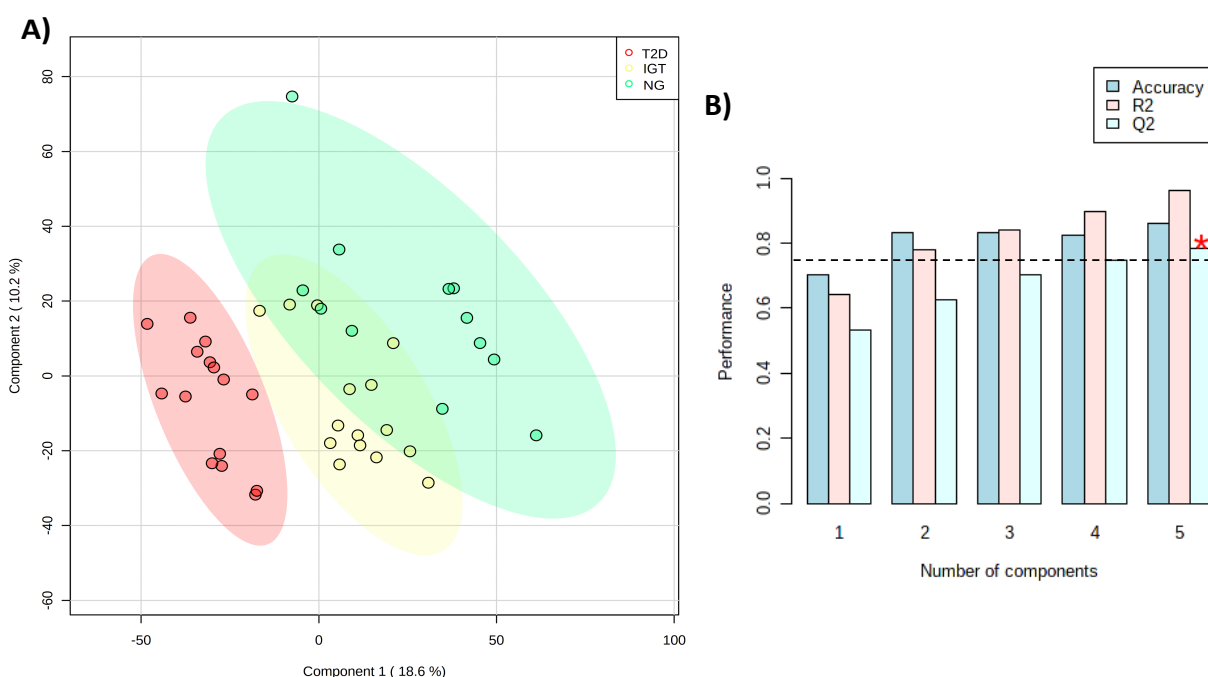 A)
T2D
IGT
NG
80
60
40
20
0
-20
-40
-60
Component 2 ( 10.2 %)
-50
0
50
100
Component 1 ( 18.6 %)
B)
Accuracy
R2
Q2
1.0
0.8
0.6
0.4
0.2
0.0
Performance
*
1
2
3
4
5
Number of components